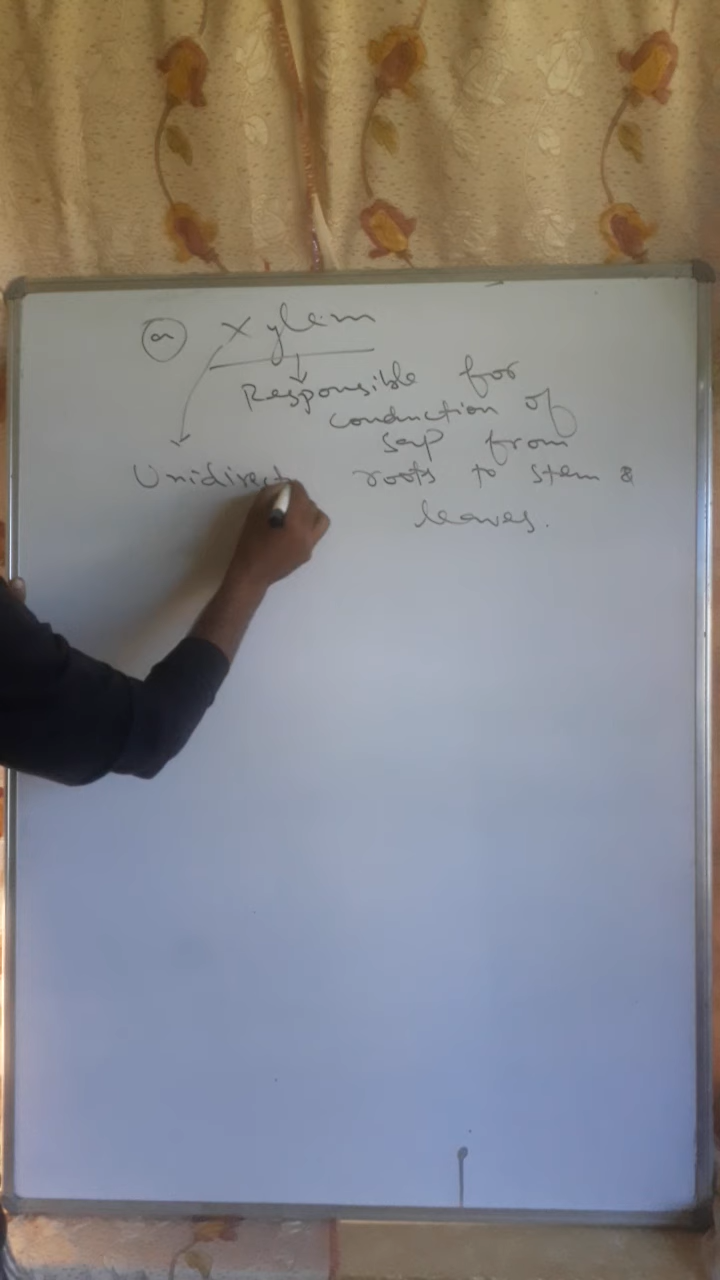 (a) Xylem
Responsible for
conduction of
sap from
Unidirect roots to stem &
leaves.